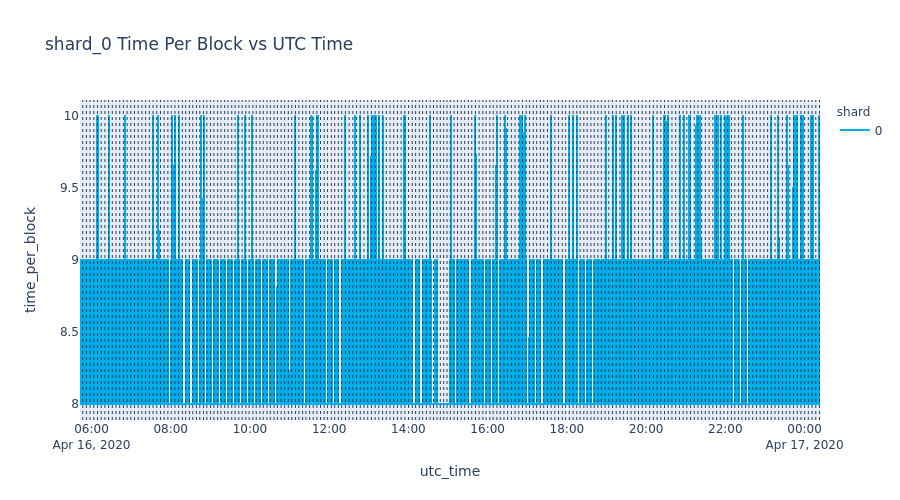 shard_0 Time Per Block vs UTC Time
shard
0
10
9.5
9
8.5
8
time_per_block
06:00 08:00 10:00 12:00 14:00 16:00 18:00 20:00 22:00 00:00
Apr 16, 2020 Apr 17, 2020
utc_time